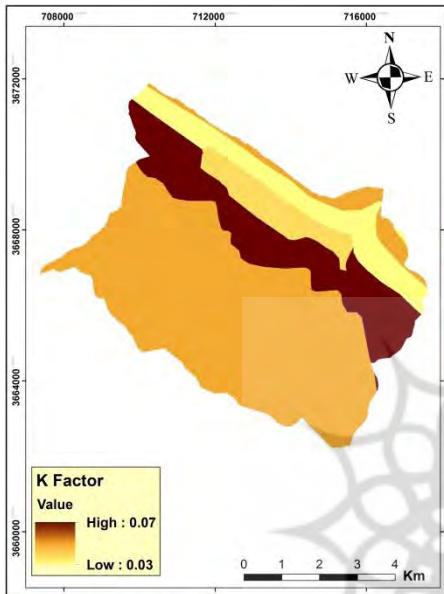 708000 712000 716000
3672000
3668000
3664000
3660000
N
W E
S
K Factor
Value
High : 0.07
Low : 0.03
0 1 2 3 4
Km